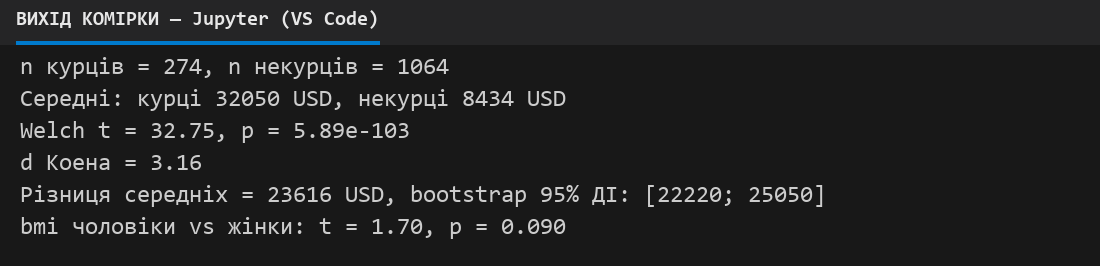 ВИХІД КОМІРКИ — Jupyter (VS Code)
n курців = 274, n некурців = 1064
Середні: курці 32050 USD, некурці 8434 USD
Welch t = 32.75, p = 5.89e-103
d Коена = 3.16
Різниця середніх = 23616 USD, bootstrap 95% ДІ: [22220; 25050]
bmi чоловіки vs жінки: t = 1.70, p = 0.090